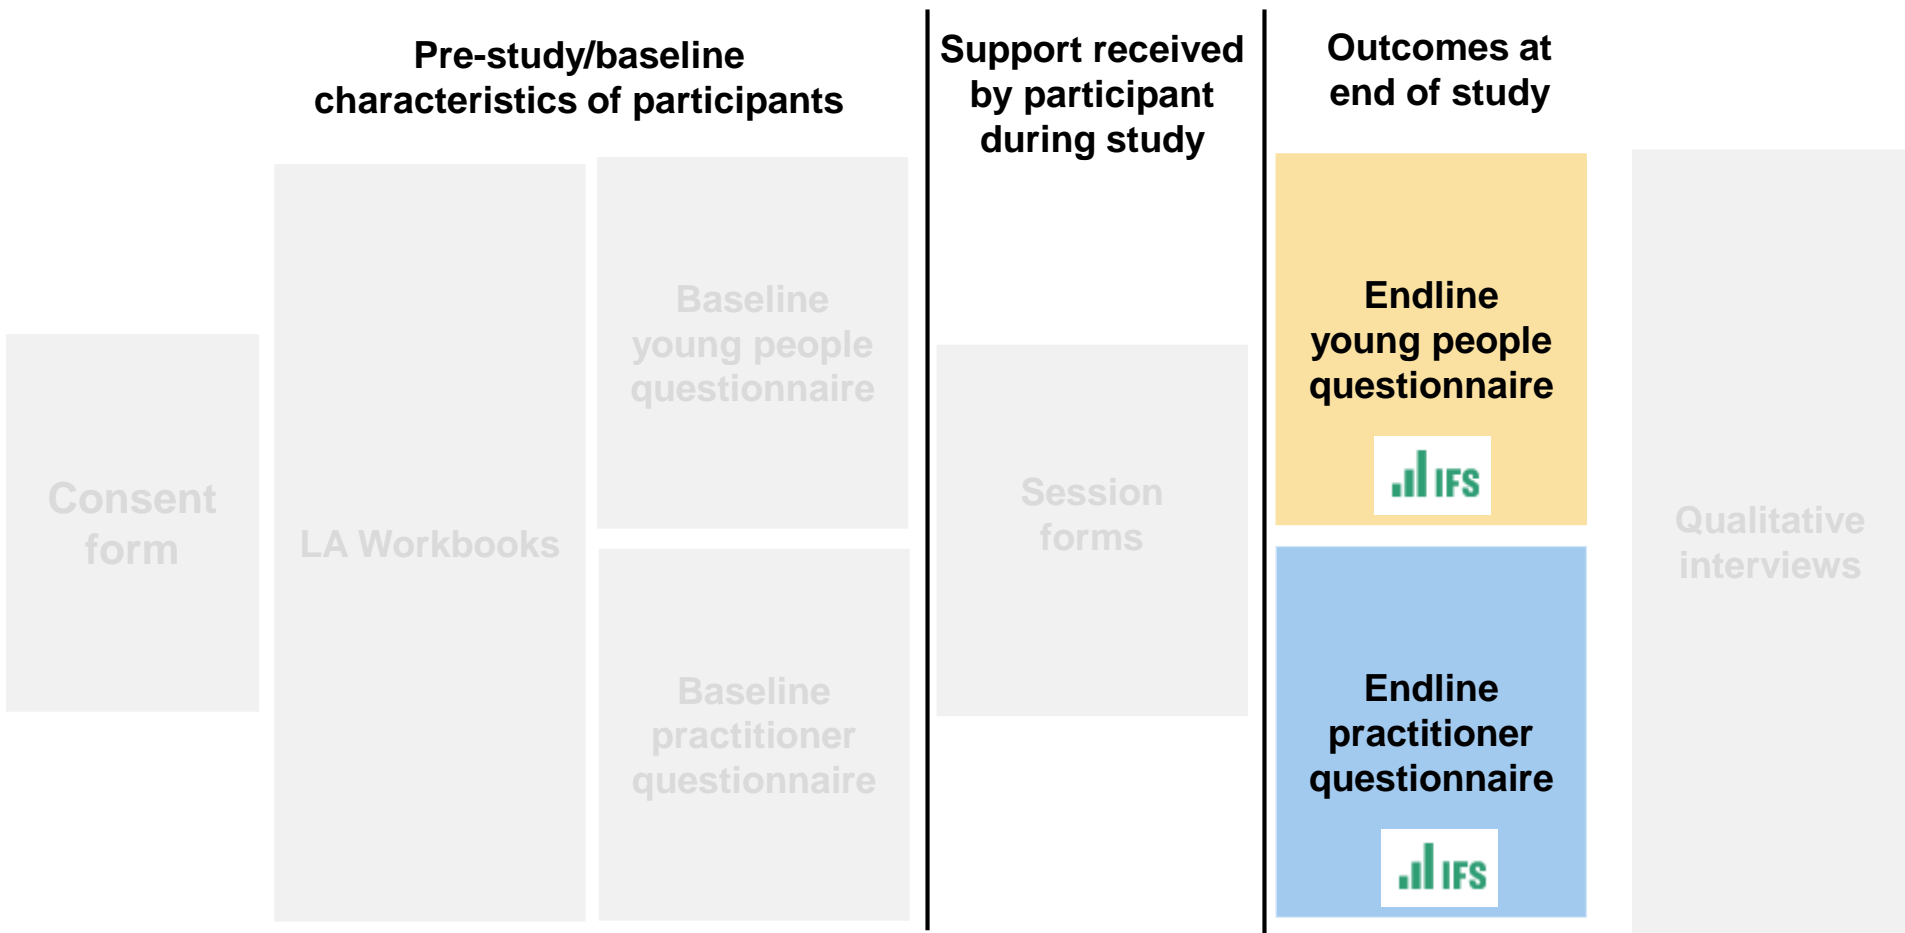 Pre-study/baseline
characteristics of participants
Support received
by participant
during study
Outcomes at
end of study
Consent
form
LA Workbooks
Baseline
young people
questionnaire
Baseline
practitioner
questionnaire
Session
forms
Endline
young people
questionnaire
IFS
Endline
practitioner
questionnaire
IFS
Qualitative
interviews